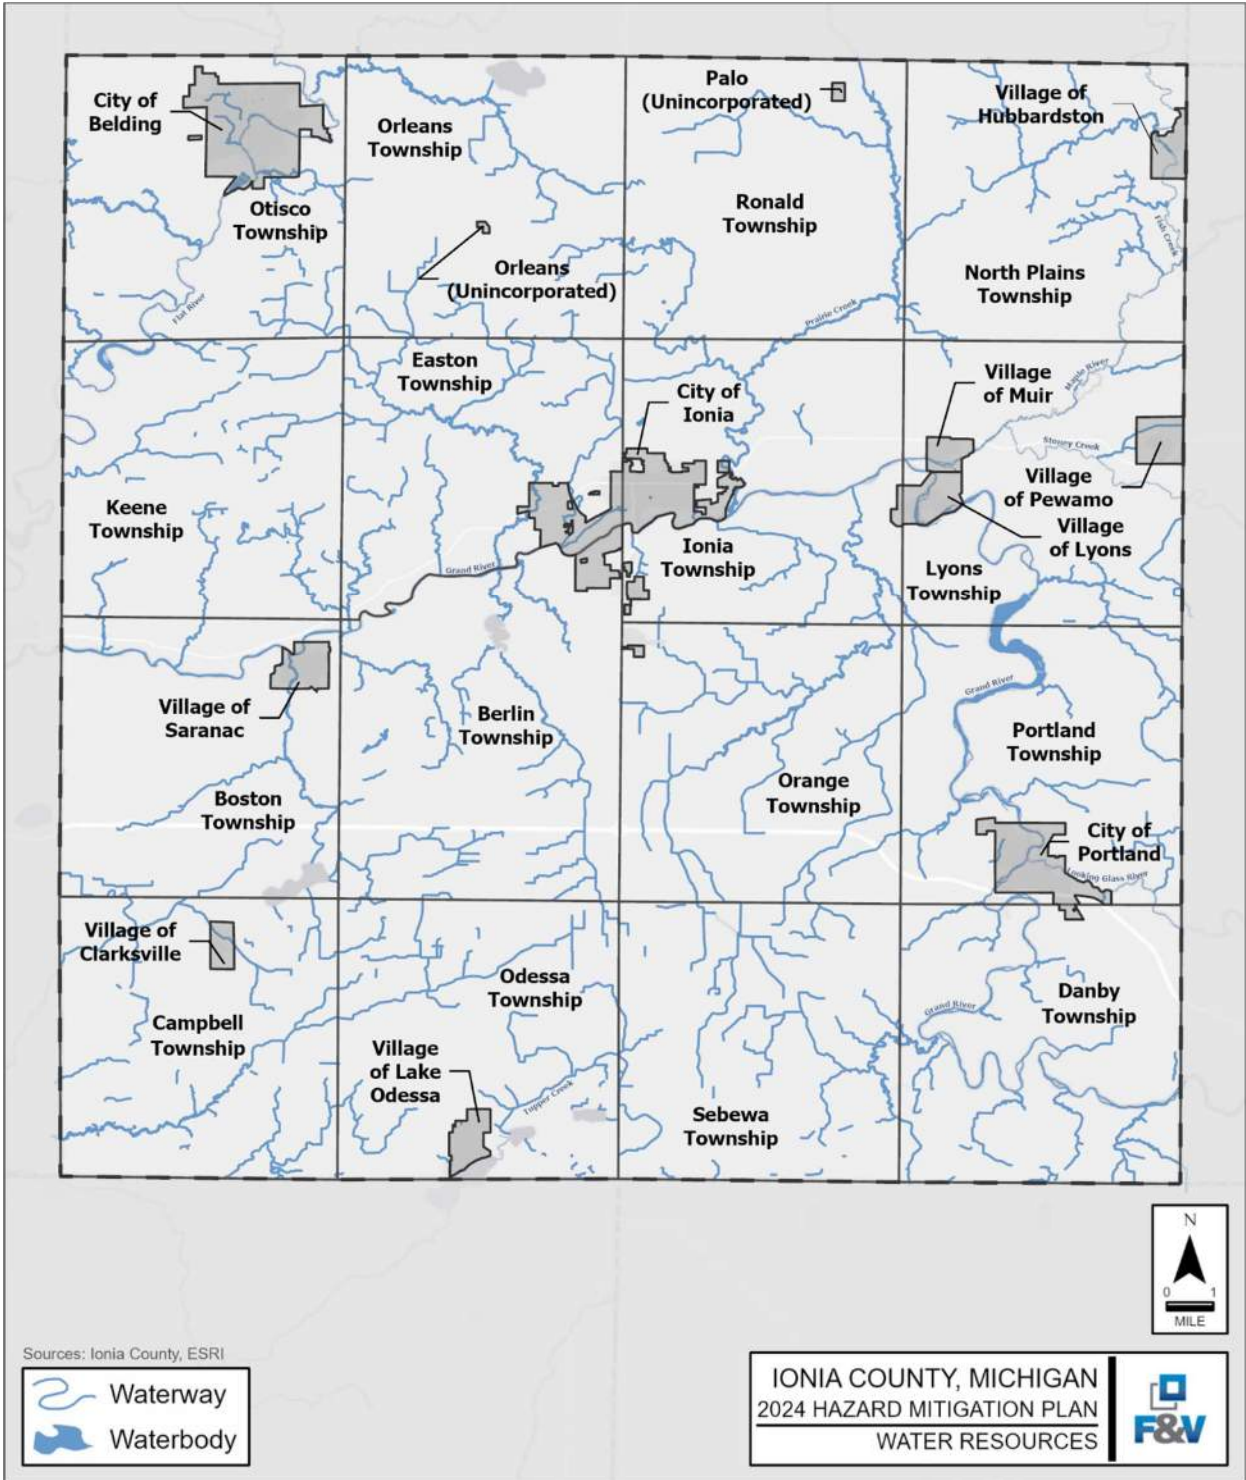 City of
Belding
Orleans
Township
Palo
(Unincorporated)
Village of
Hubbardston
Otisco
Township
Ronald
Township
Fish Creek
Orleans
(Unincorporated)
North Plains
Township
Flat River
Prairie Creek
Easton
Township
City of
Ionia
Village
of Muir
Maple River
Stoney Creek
Village
of Pewamo
Keene
Township
Village
of Lyons
Ionia
Township
Grand River
Lyons
Township
Village of
Saranac
Berlin
Township
Grand River
Portland
Township
Boston
Township
Orange
Township
City of
Portland
Looking Glass River
Village of
Clarksville
Odessa
Township
Danby
Township
Grand River
Campbell
Township
Village
of Lake
Odessa
Tupper Creek
Sebewa
Township
N
0 1
MILE
Sources: Ionia County, ESRI
Waterway
Waterbody
IONIA COUNTY, MICHIGAN
2024 HAZARD MITIGATION PLAN
WATER RESOURCES
F&V